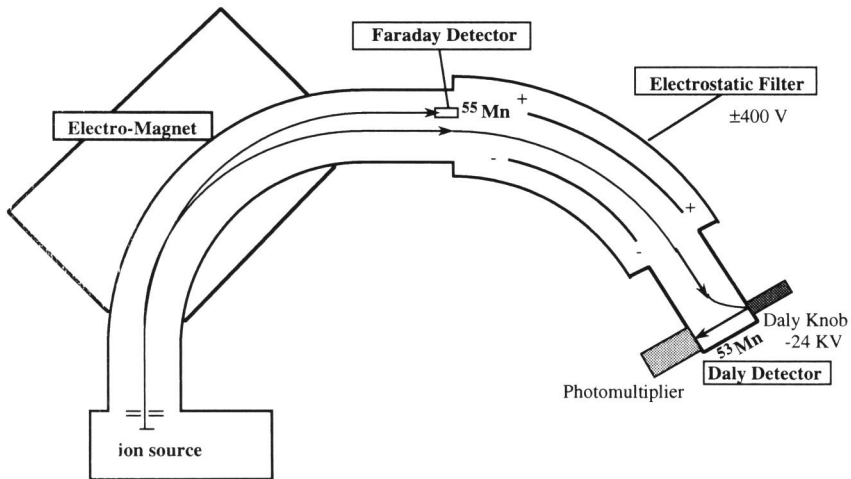 Faraday Detector
Electrostatic Filter
±400 V
Electro-Magnet
55 Mn
+
-
+
-
Daly Knob
-24 KV
53 Mn
Daly Detector
Photomultiplier
ion source